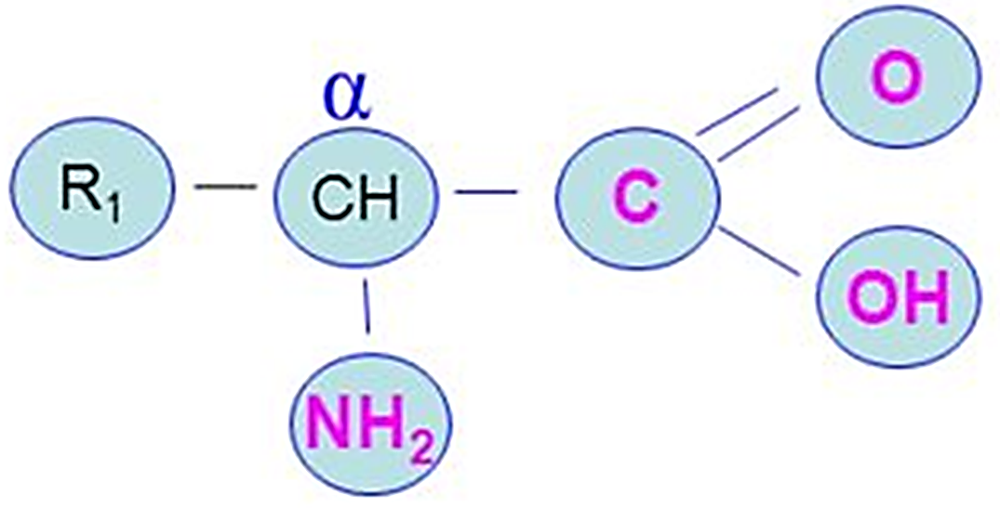 α
O
R₁ — CH — C
OH
NH₂